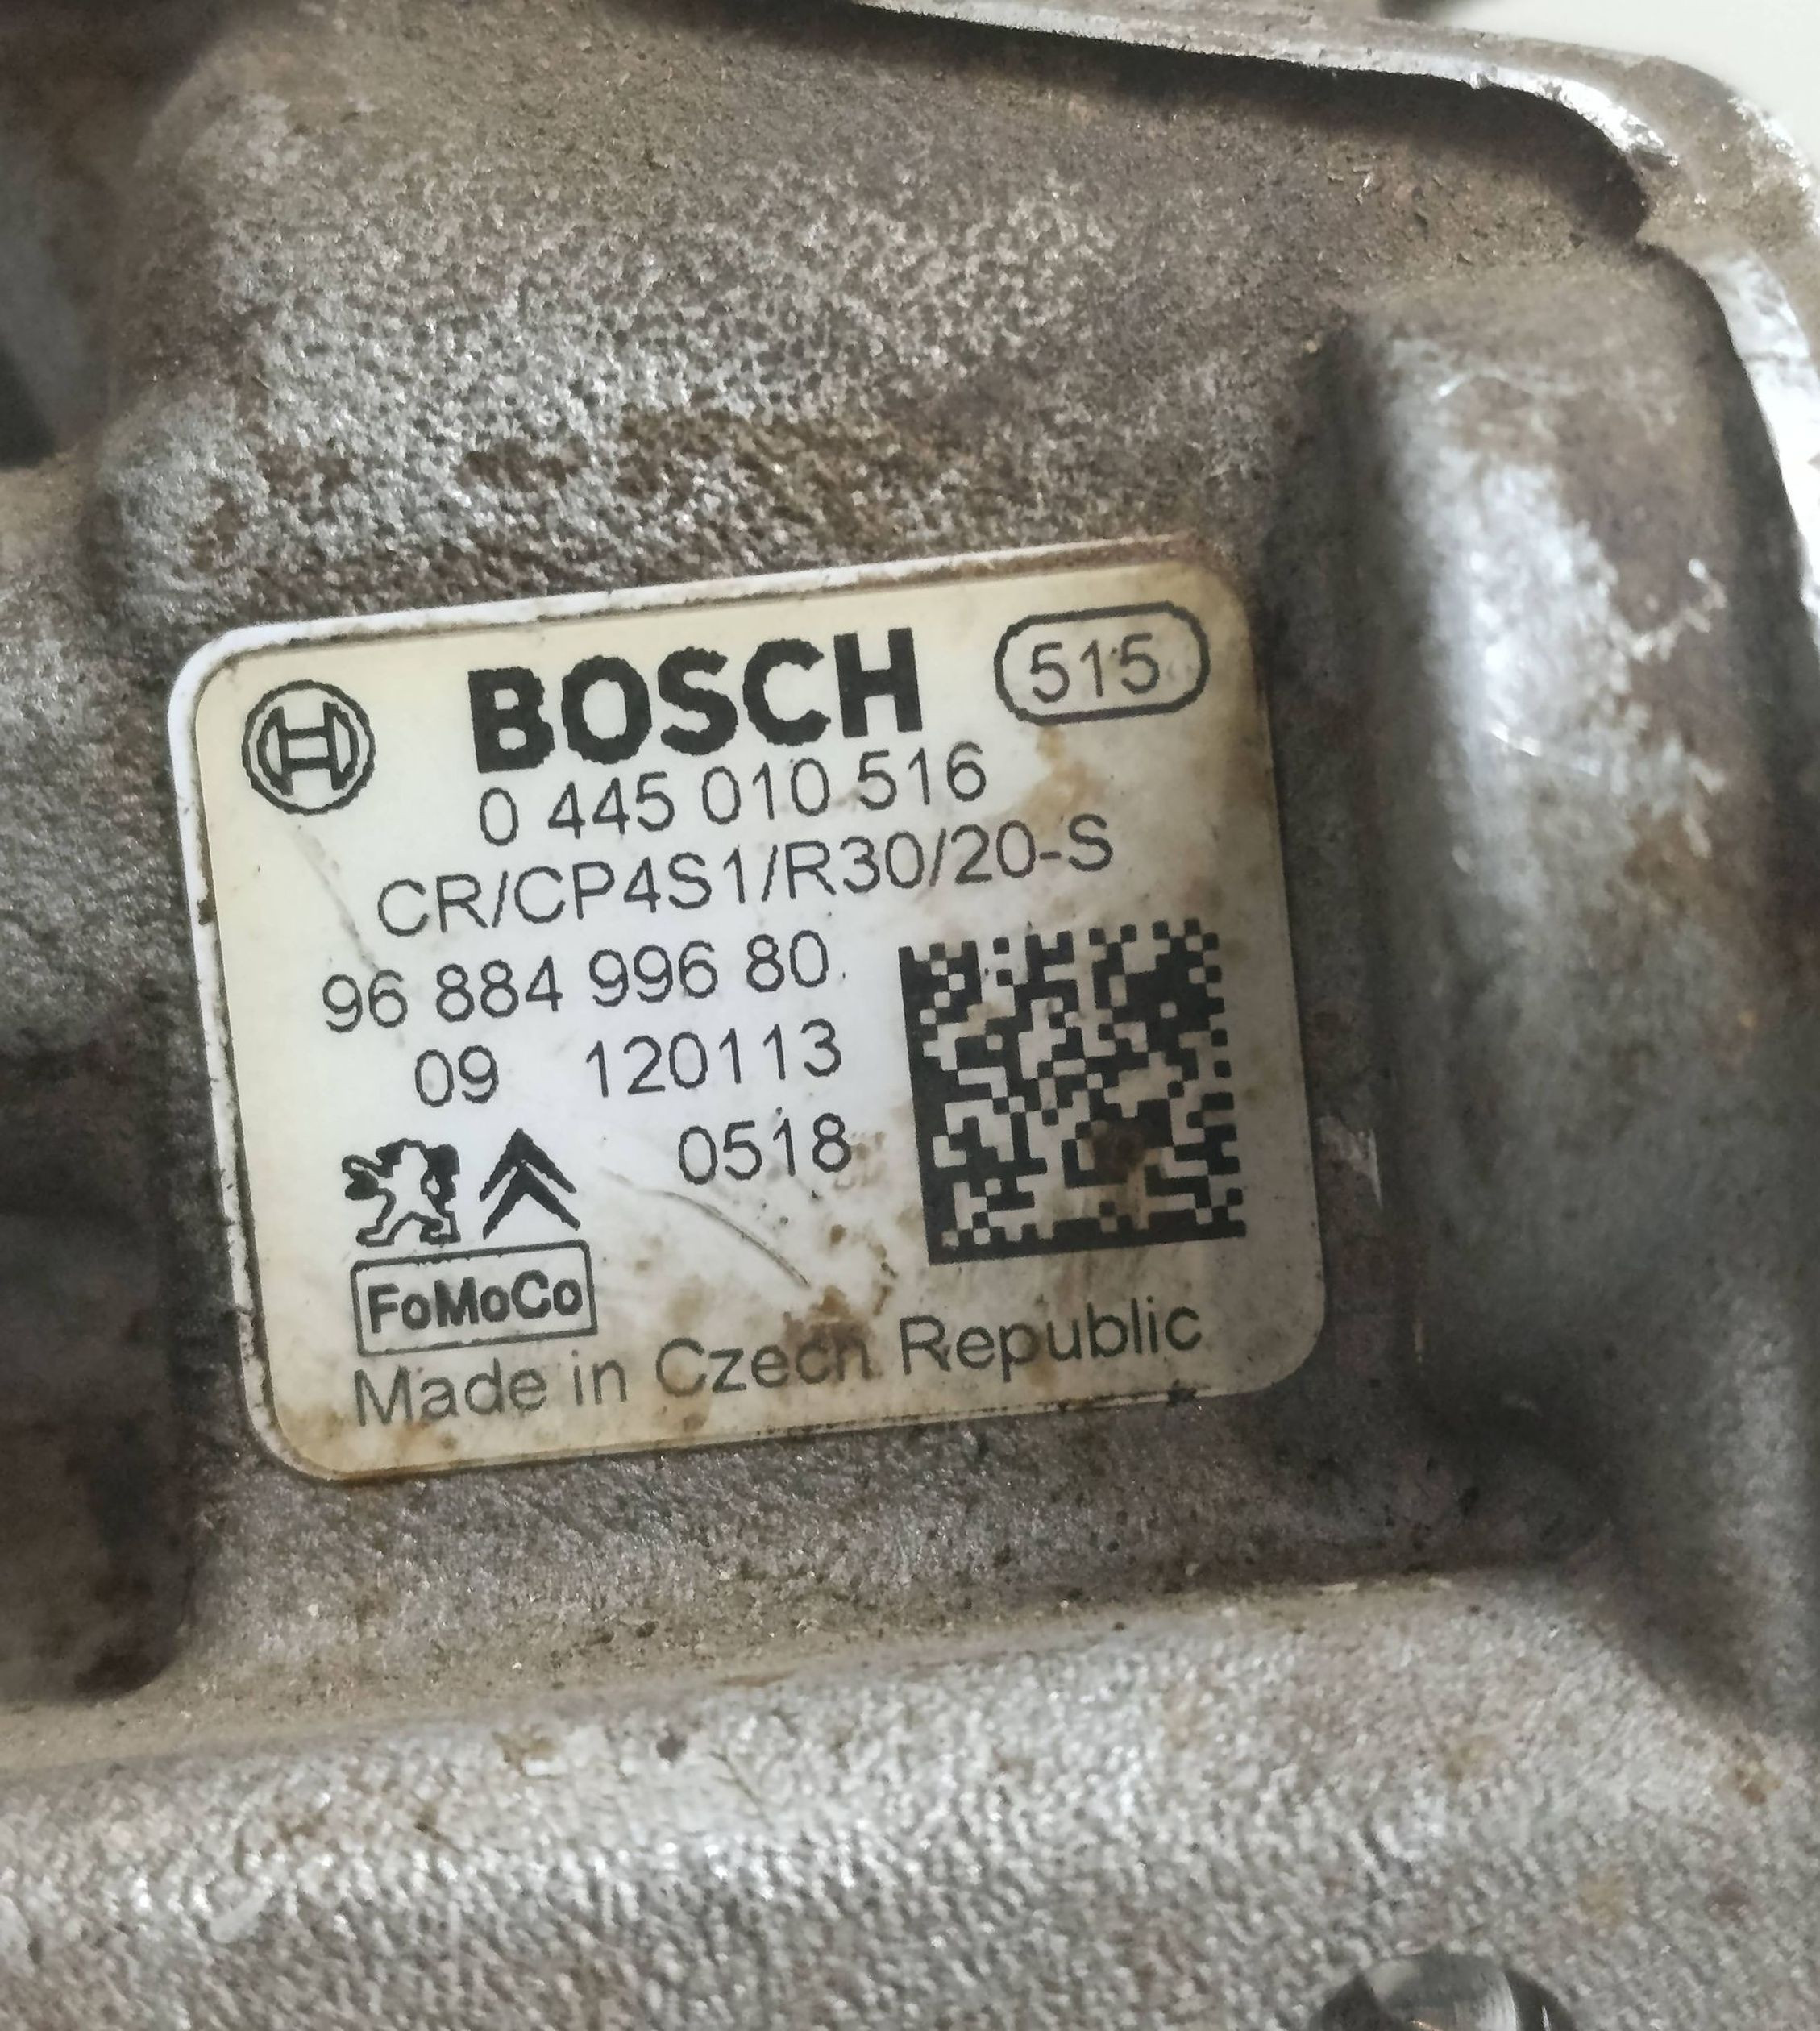 BOSCH 515
0 445 010 516
CR/CP4S1/R30/20-S
96 884 996 80
09 120113
0518
FoMoCo
Made in Czech Republic